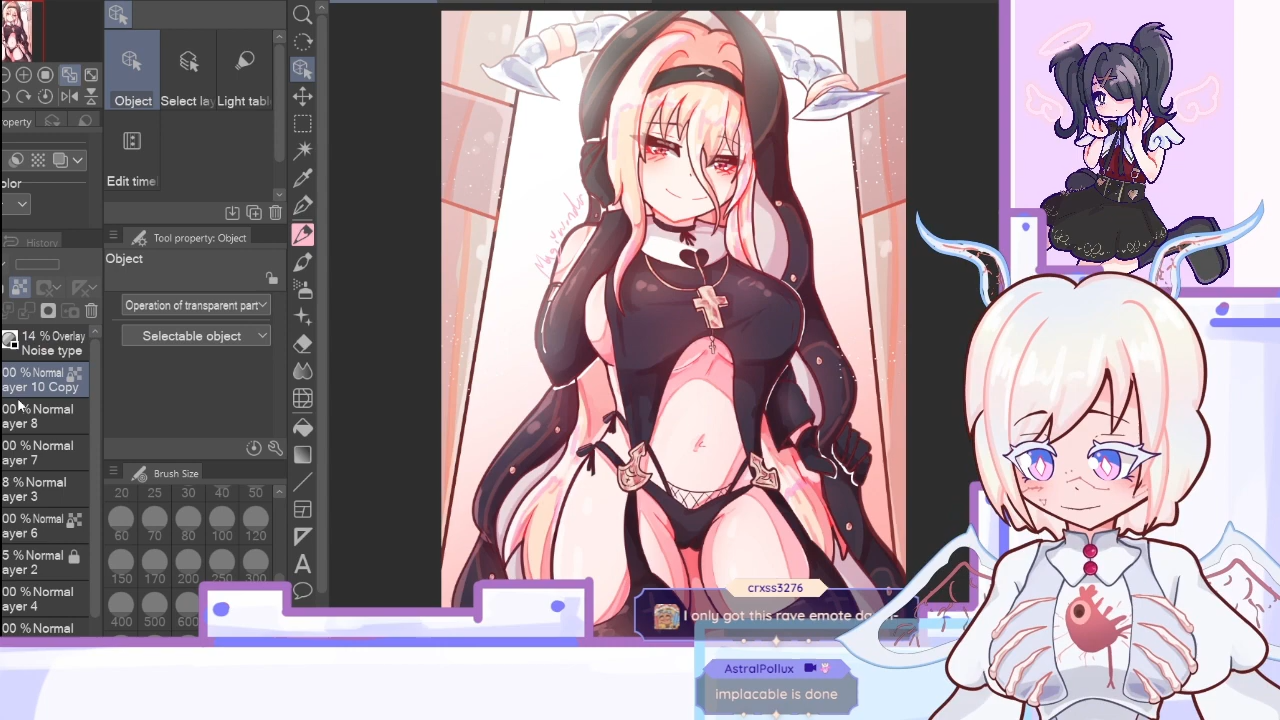 Object
Select la
Light tabl
operty
Edit time
olor
History
Tool property: Object
Object
Operation of transparent part
Selectable object
14 % Overlay
Noise type
00 % Normal
ayer 10 Copy
00 % Normal
ayer 8
00 % Normal
ayer 7
8 % Normal
ayer 3
00 % Normal
ayer 6
5 % Normal
ayer 2
00 % Normal
ayer 4
00 % Normal
Brush Size
20 25 30 40 50
60 70 80 100 120
150 170 200 250 300
400 500 600
crxss3276
I only got this rave emote
AstralPollux
implacable is done